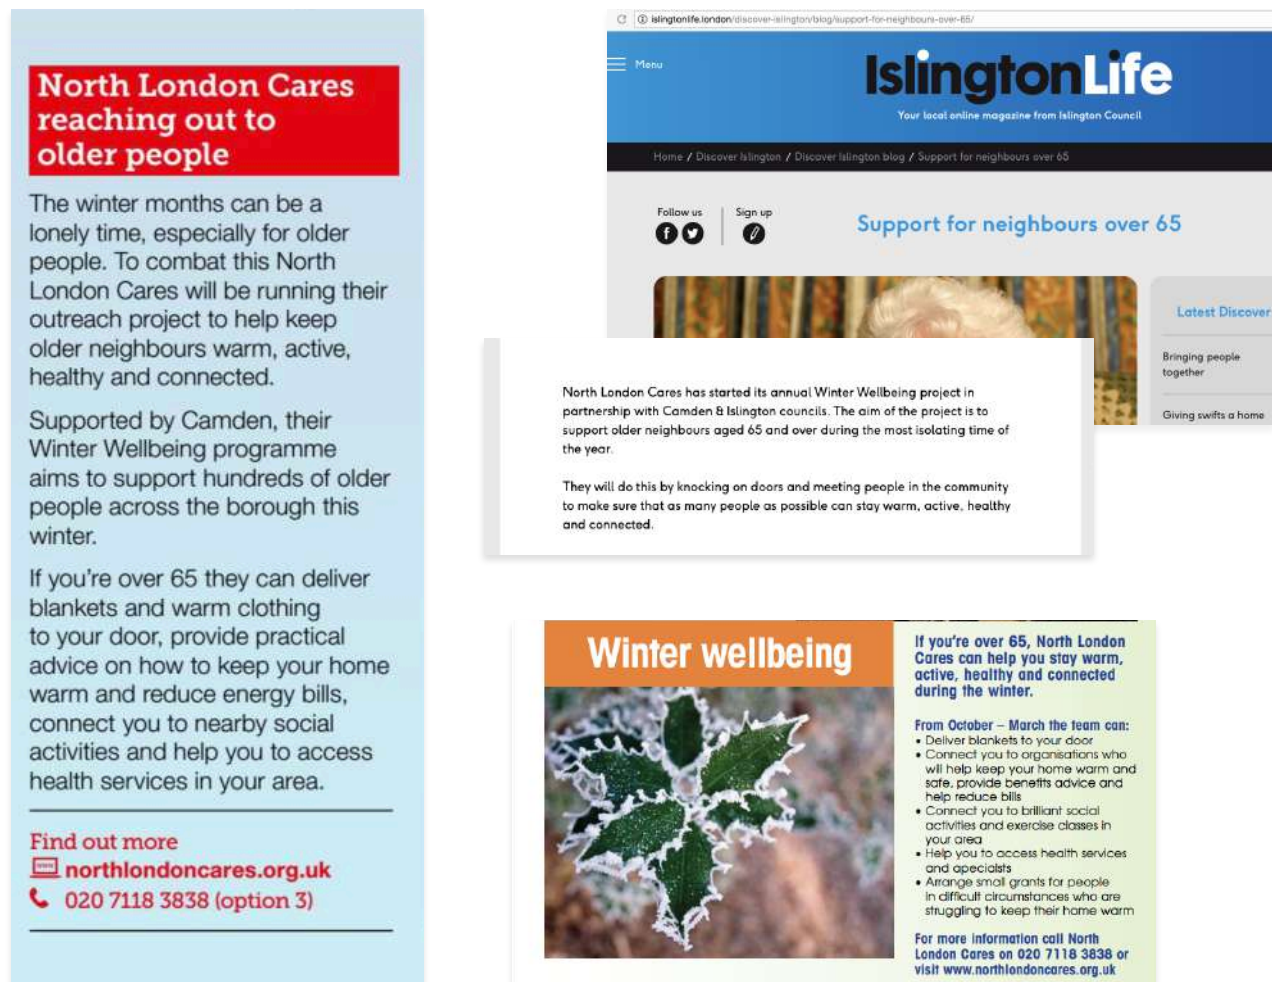 North London Cares
reaching out to
older people
The winter months can be a
lonely time, especially for older
people. To combat this North
London Cares will be running their
outreach project to help keep
older neighbours warm, active,
healthy and connected.
Supported by Camden, their
Winter Wellbeing programme
aims to support hundreds of older
people across the borough this
winter.
If you're over 65 they can deliver
blankets and warm clothing
to your door, provide practical
advice on how to keep your home
warm and reduce energy bills,
connect you to nearby social
activities and help you to access
health services in your area.
Find out more
www northlondoncares.org.uk
020 7118 3838 (option 3)
islingtonlife.london/discover-islington/blog/support-for-neighbours-over-65/
Menu
IslingtonLife
Your local online magazine from Islington Council
Home / Discover Islington / Discover Islington blog / Support for neighbours over 65
Follow us
Sign up
Support for neighbours over 65
Latest Discover
Bringing people
together
Giving swifts a home
North London Cares has started its annual Winter Wellbeing project in
partnership with Camden & Islington councils. The aim of the project is to
support older neighbours aged 65 and over during the most isolating time of
the year.
They will do this by knocking on doors and meeting people in the community
to make sure that as many people as possible can stay warm, active, healthy
and connected.
Winter wellbeing
If you're over 65, North London
Cares can help you stay warm,
active, healthy and connected
during the winter.
From October – March the team can:
• Deliver blankets to your door
• Connect you to organisations who
will help keep your home warm and
safe, provide benefits advice and
help reduce bills
• Connect you to brilliant social
activities and exercise classes in
your area
• Help you to access health services
and apecialsts
• Arrange small grants for people
in difficult circumstances who are
struggling to keep their home warm
For more information call North
London Cares on 020 7118 3838 or
visit www.northlondoncares.org.uk